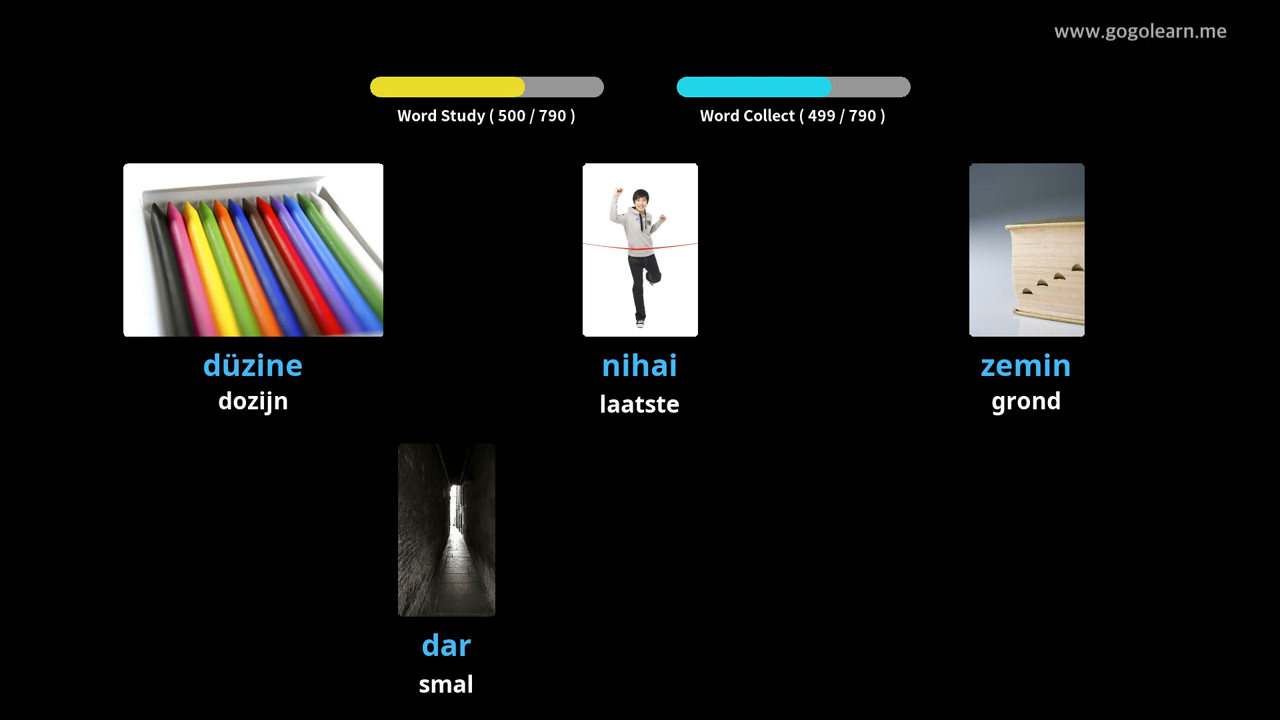 www.gogolearn.me
Word Study ( 500 / 790 )
Word Collect ( 499 / 790 )
düzine
dozijn
nihai
laatste
zemin
grond
dar
smal